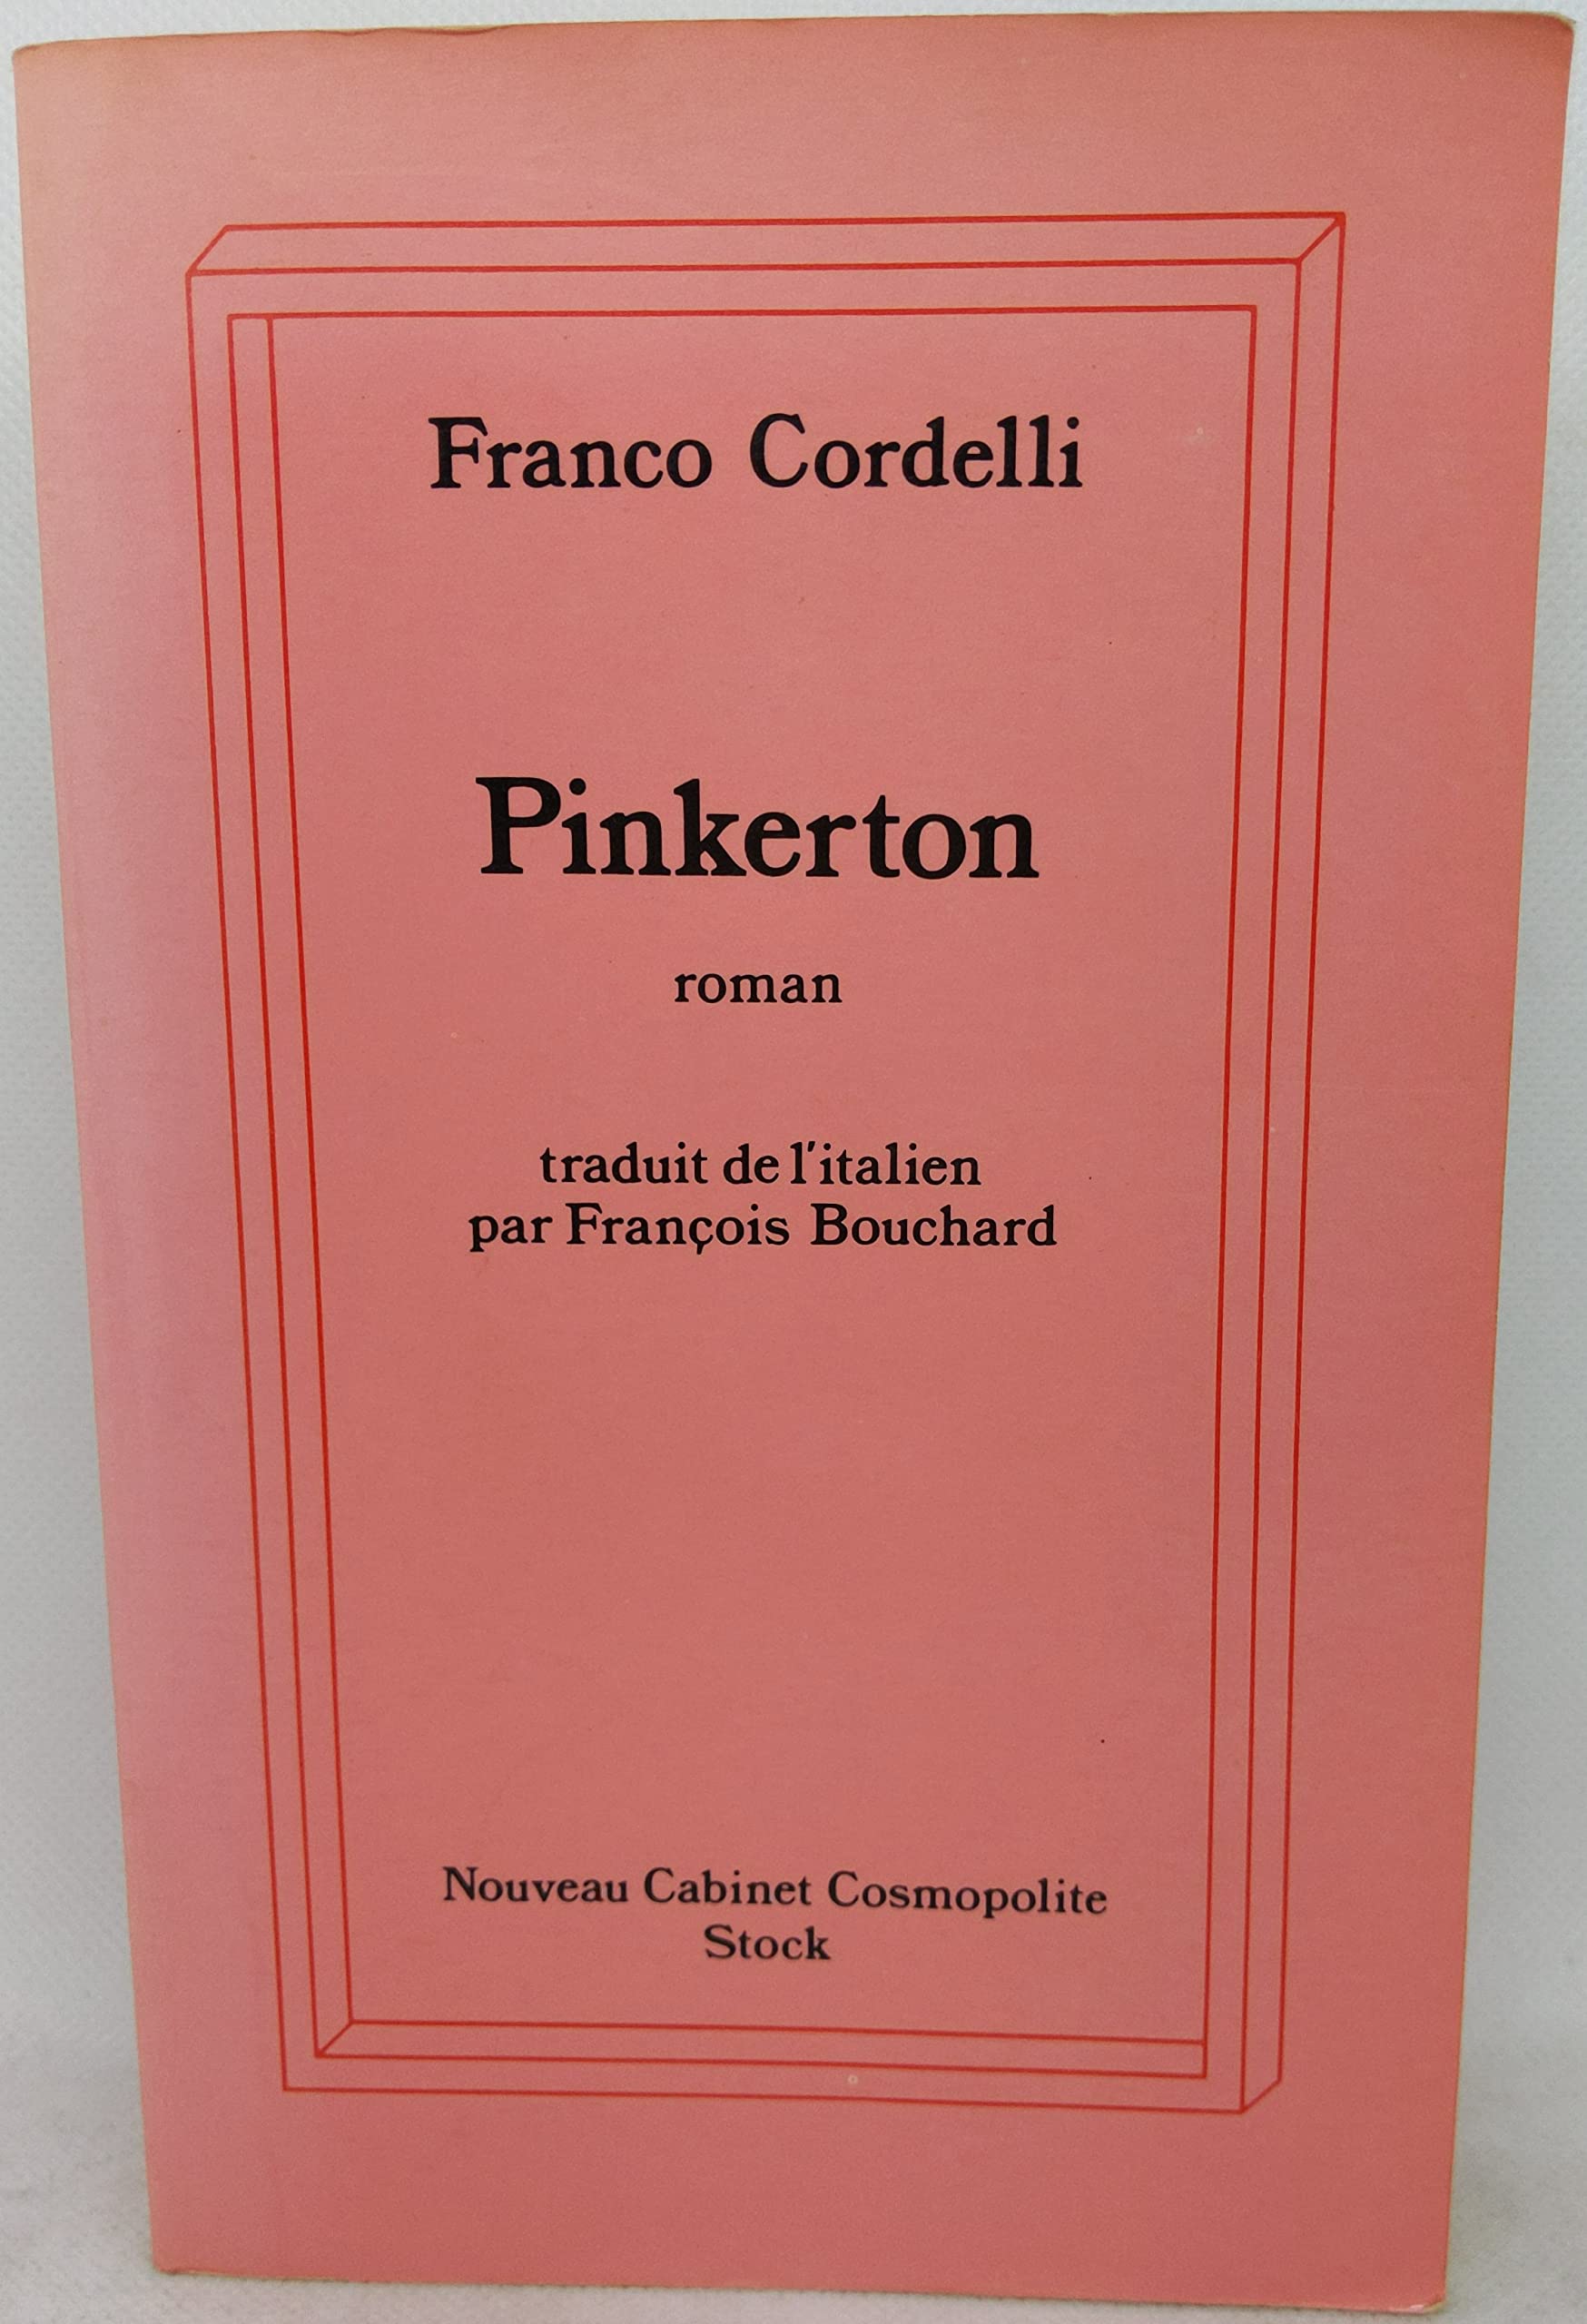 Franco Cordelli
Pinkerton
roman
traduit de l'italien
par François Bouchard
Nouveau Cabinet Cosmopolite
Stock